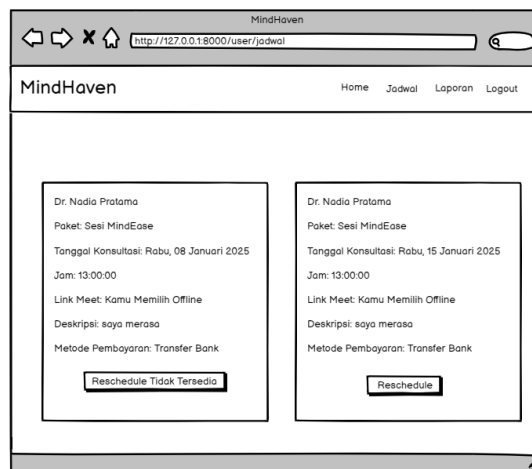 MindHaven
http://127.0.0.1:8000/user/jadwal
MindHaven
Home Jadwal Laporan Logout
Dr. Nadia Pratama
Paket: Sesi MindEase
Tanggal Konsultasi: Rabu, 08 Januari 2025
Jam: 13:00:00
Link Meet: Kamu Memilih Offline
Deskripsi: saya merasa
Metode Pembayaran: Transfer Bank
Reschedule Tidak Tersedia
Dr. Nadia Pratama
Paket: Sesi MindEase
Tanggal Konsultasi: Rabu, 15 Januari 2025
Jam: 13:00:00
Link Meet: Kamu Memilih Offline
Deskripsi: saya merasa
Metode Pembayaran: Transfer Bank
Reschedule